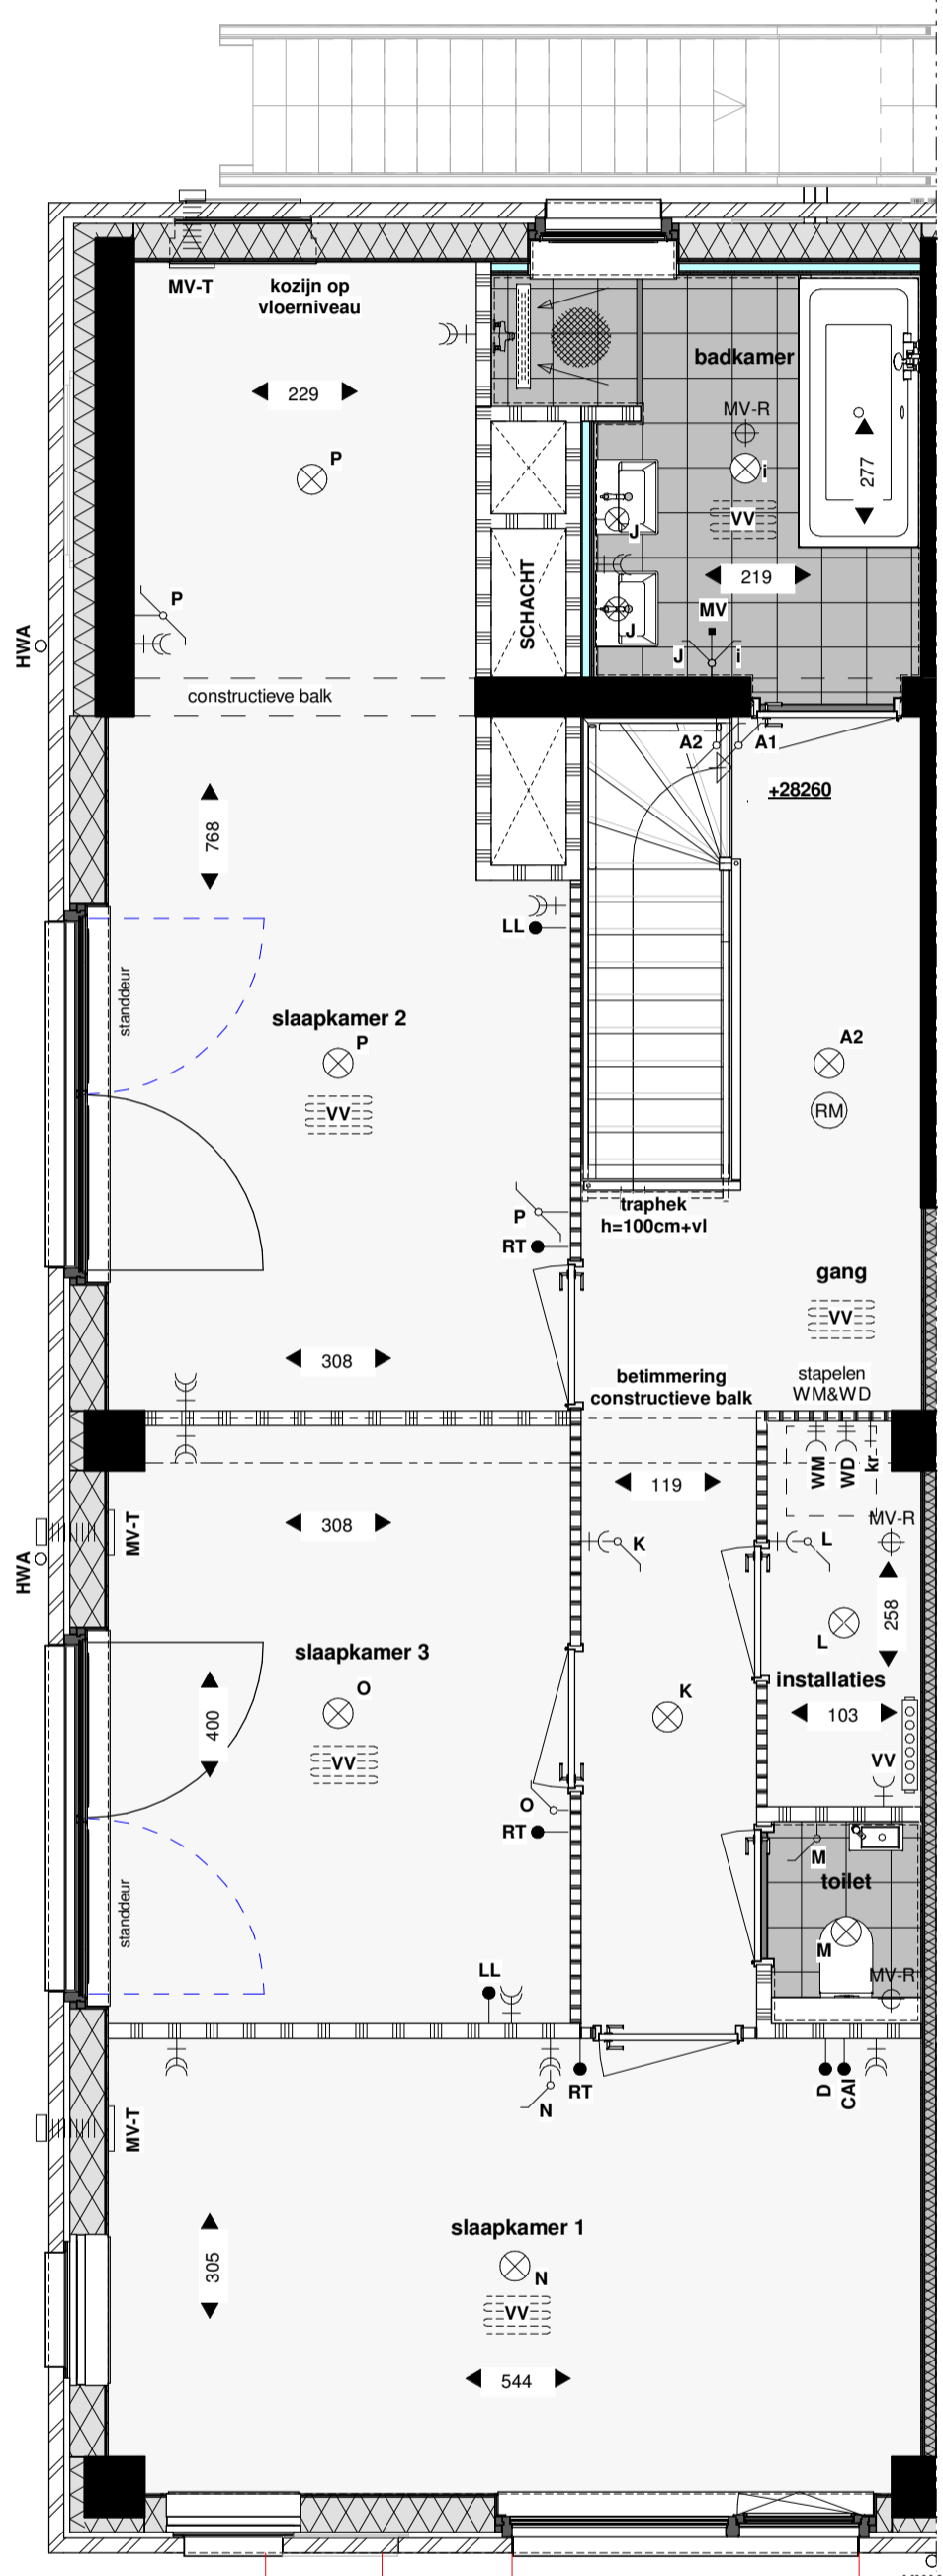 MV-T
kozijn op
vloerniveau
badkamer
229
MV-R
P
i
277
J
VV
SCHACHT
219
P
J
MV
HWA
J
i
constructieve balk
A2
A1
+28260
768
LL
standdeur
slaapkamer 2
P
A2
VV
RM
P
traphek
h=100cm+vl
RT
gang
VV
308
betimmering
constructieve balk
stapelen
WM&WD
WM
WD
kr
119
308
MV-T
MV-R
HWA
K
L
258
slaapkamer 3
L
installaties
O
K
400
103
VV
VV
O
RT
M
toilet
standdeur
M
LL
MV-R
RT
N
D
CAI
MV-T
slaapkamer 1
305
N
VV
544